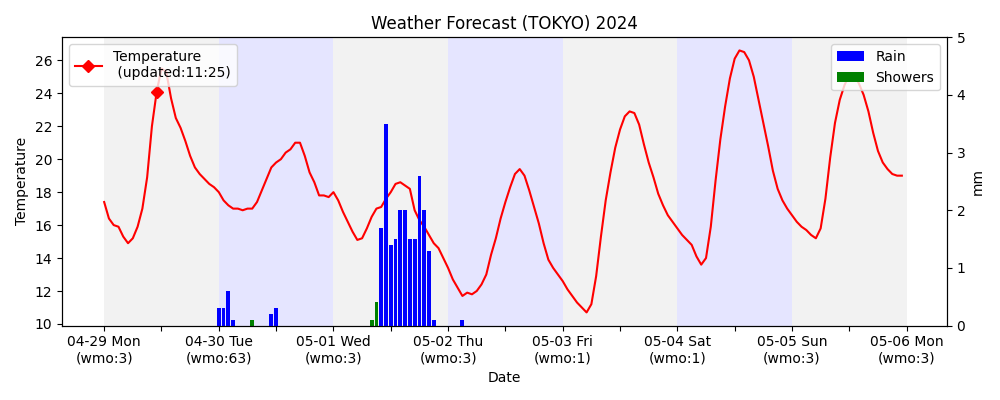 Weather Forecast (TOKYO) 2024
Temperature
(updated:11:25)
Rain
Showers
26
24
22
20
18
16
14
12
10
Temperature
5
4
3
2
1
0
mm
04-29 Mon
(wmo:3)
04-30 Tue
(wmo:63)
05-01 Wed
(wmo:3)
05-02 Thu
(wmo:3)
05-03 Fri
(wmo:1)
05-04 Sat
(wmo:1)
05-05 Sun
(wmo:3)
05-06 Mon
(wmo:3)
Date